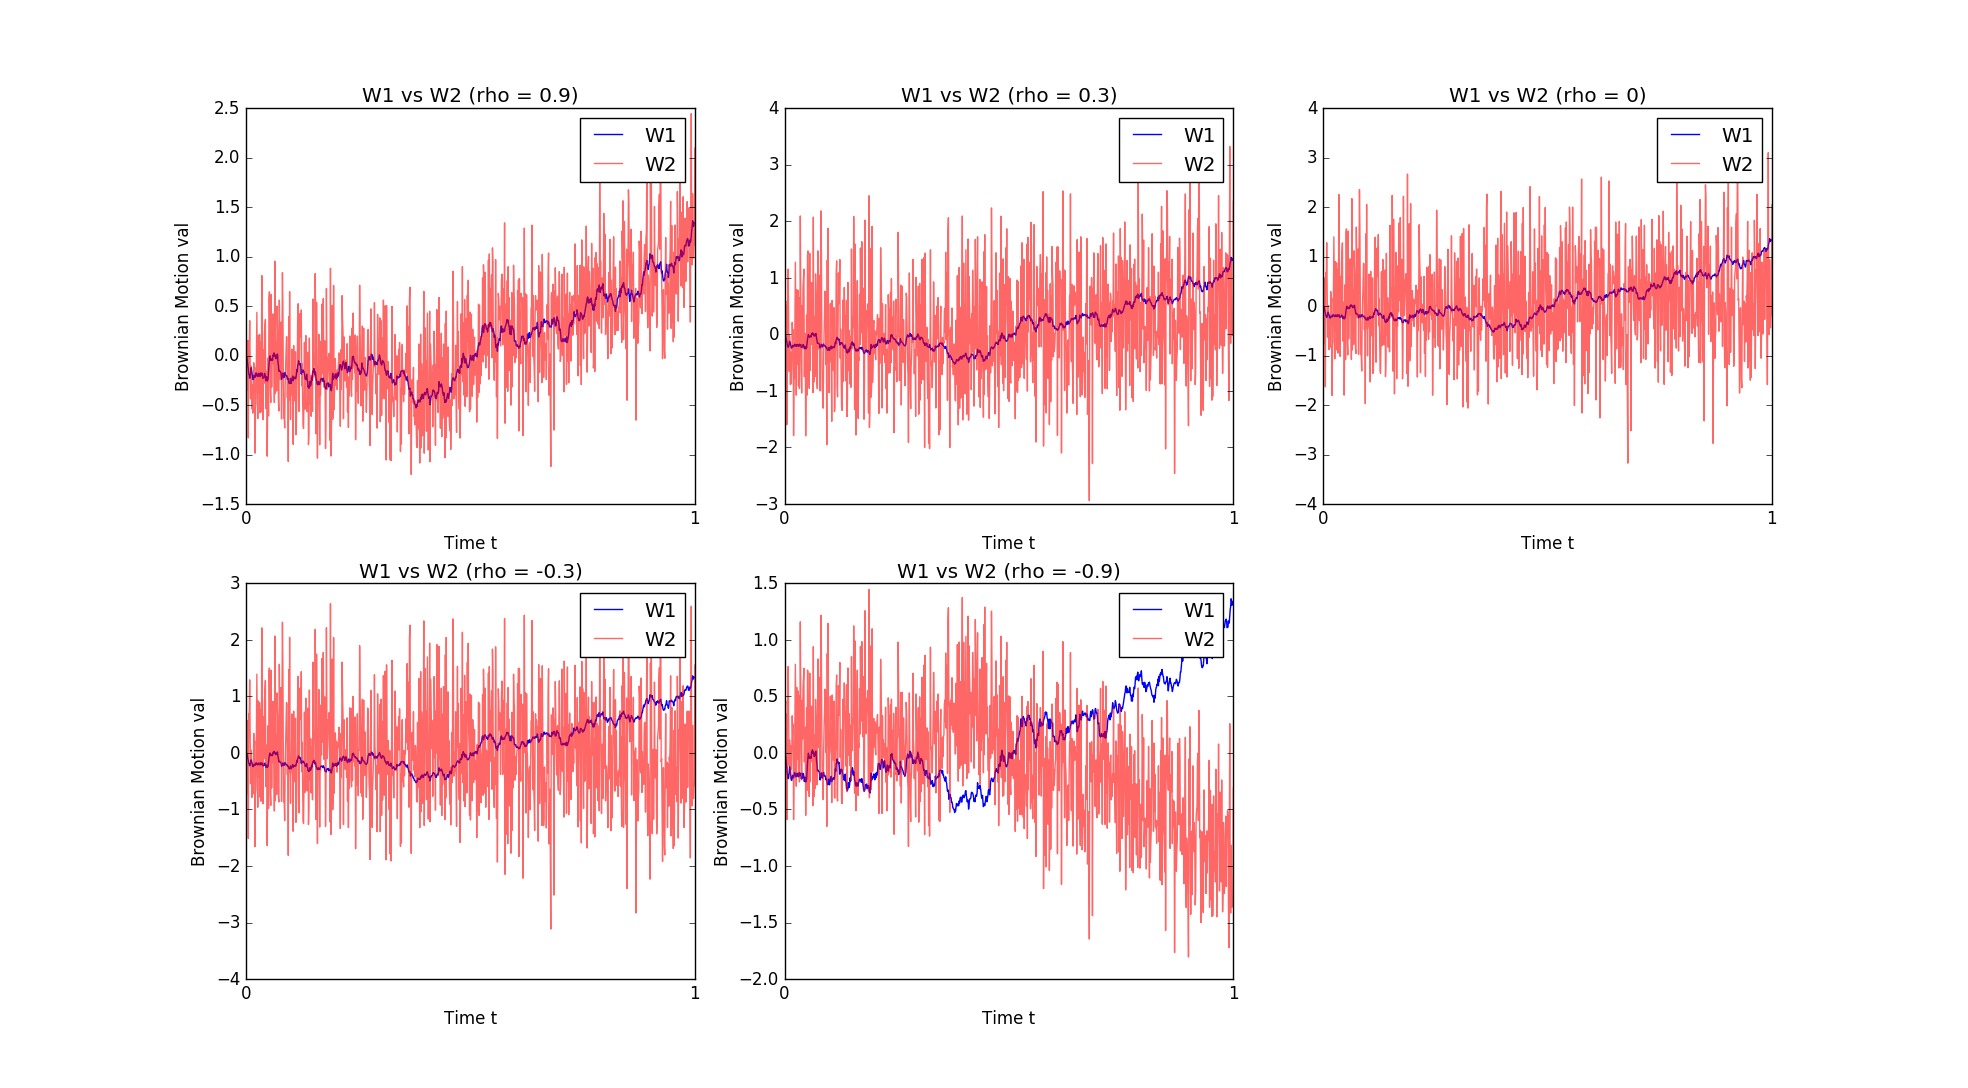 W1 vs W2 (rho = 0.9)
2.5
2.0
1.5
1.0
0.5
0.0
−0.5
−1.0
−1.5
0
1
Brownian Motion val
Time t
W1
W2
W1 vs W2 (rho = 0.3)
4
3
2
1
0
−1
−2
−3
0
1
Brownian Motion val
Time t
W1
W2
W1 vs W2 (rho = 0)
4
3
2
1
0
−1
−2
−3
−4
0
1
Brownian Motion val
Time t
W1
W2
W1 vs W2 (rho = -0.3)
3
2
1
0
−1
−2
−3
−4
0
1
Brownian Motion val
Time t
W1
W2
W1 vs W2 (rho = -0.9)
1.5
1.0
0.5
0.0
−0.5
−1.0
−1.5
−2.0
0
1
Brownian Motion val
Time t
W1
W2